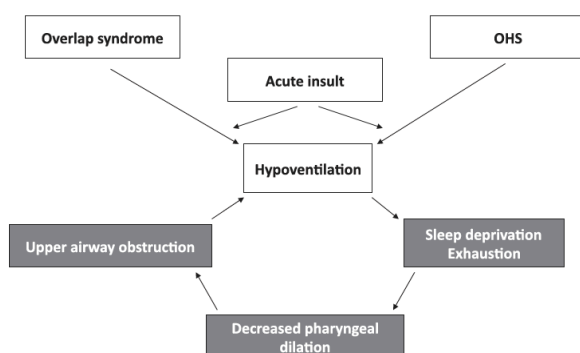 Overlap syndrome
OHS
Acute insult
Hypoventilation
Upper airway obstruction
Sleep deprivation
Exhaustion
Decreased pharyngeal
dilation